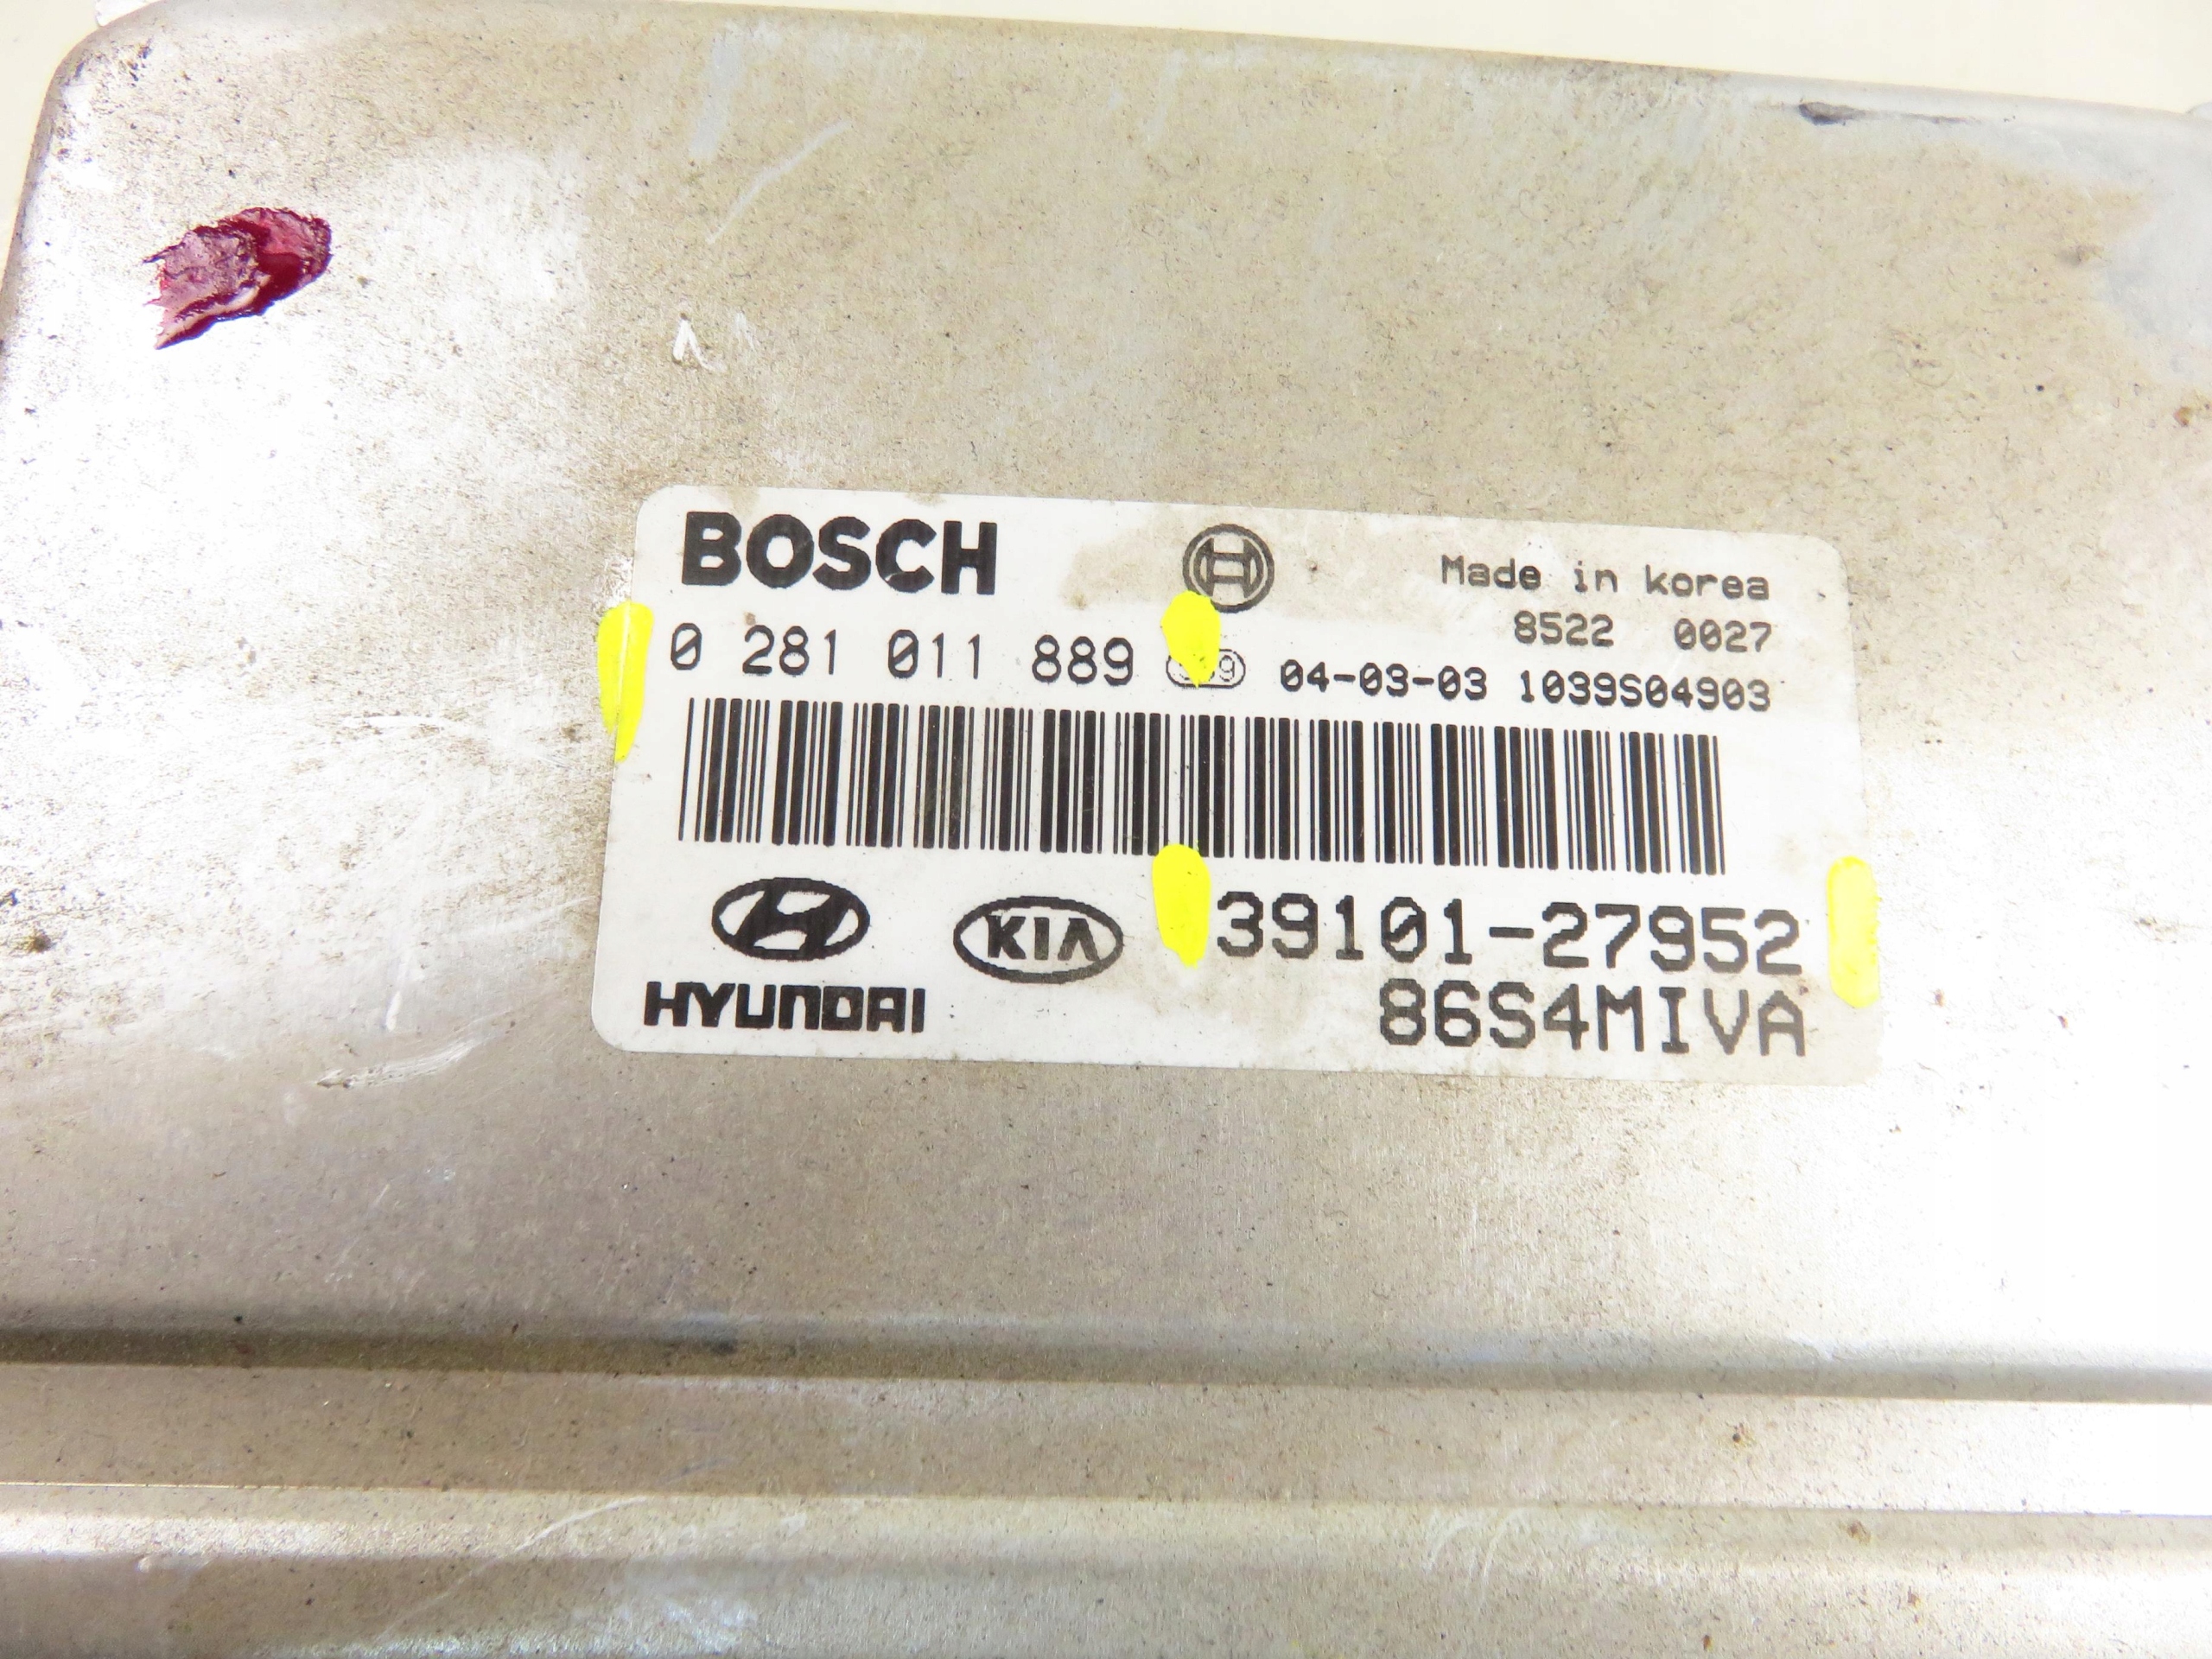 BOSCH
Made in korea
8522 0027
0 281 011 889
04-03-03 1039S04903
KIA 39101-27952
HYUNDAI 86S4MIVA